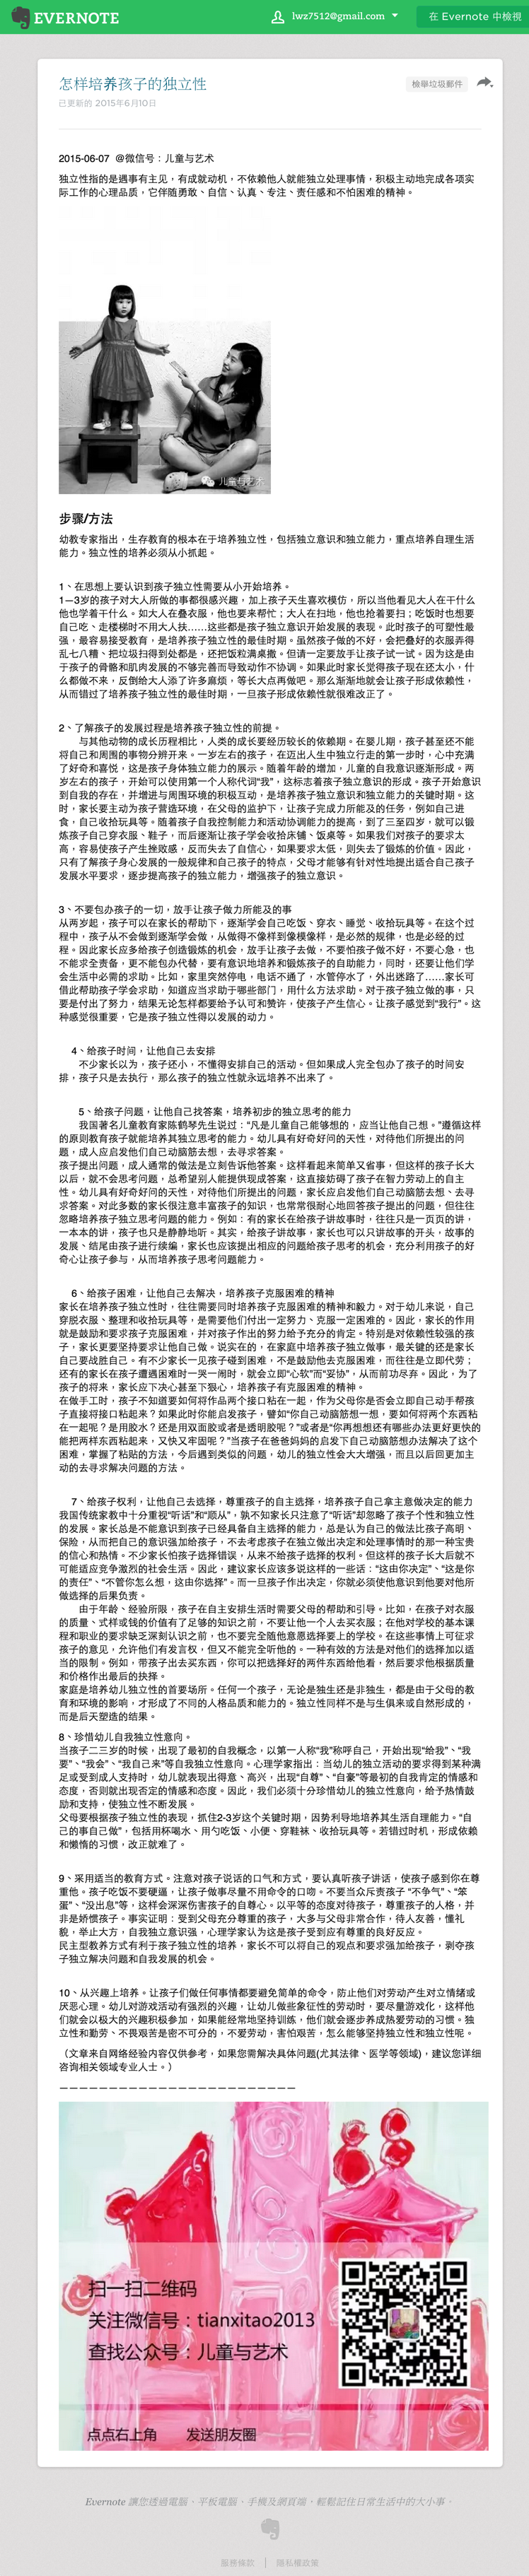 EVERNOTE
lwz7512@gmail.com
在 Evernote 中檢視
怎样培养孩子的独立性
檢舉垃圾郵件
已更新的 2015年6月10日
2015-06-07 @微信号：儿童与艺术
独立性指的是遇事有主见，有成就动机，不依赖他人就能独立处理事情，积极主动地完成各项实
际工作的心理品质，它伴随勇敢、自信、认真、专注、责任感和不怕困难的精神。
儿童与艺术
步骤/方法
幼教专家指出，生存教育的根本在于培养独立性，包括独立意识和独立能力，重点培养自理生活
能力。独立性的培养必须从小抓起。
1、在思想上要认识到孩子独立性需要从小开始培养。
1－3岁的孩子对大人所做的事都很感兴趣，加上孩子天生喜欢模仿，所以当他看见大人在干什么
他也学着干什么。如大人在叠衣服，他也要来帮忙；大人在扫地，他也抢着要扫；吃饭时也想要
自己吃、走楼梯时不用大人扶……这些都是孩子独立意识开始发展的表现。此时孩子的可塑性最
强，最容易接受教育，是培养孩子独立性的最佳时期。虽然孩子做的不好，会把叠好的衣服弄得
乱七八糟、把垃圾扫得到处都是，还把饭粒满桌撒。但请一定要放手让孩子试一试。因为这是由
于孩子的骨骼和肌肉发展的不够完善而导致动作不协调。如果此时家长觉得孩子现在还太小，什
么都做不来，反倒给大人添了许多麻烦，等长大点再做吧。那么渐渐地就会让孩子形成依赖性，
从而错过了培养孩子独立性的最佳时期，一旦孩子形成依赖性就很难改正了。
2、了解孩子的发展过程是培养孩子独立性的前提。
与其他动物的成长历程相比，人类的成长要经历较长的依赖期。在婴儿期，孩子甚至还不能
将自己和周围的事物分辨开来。一岁左右的孩子，在迈出人生中独立行走的第一步时，心中充满
了好奇和喜悦，这是孩子身体独立能力的展示。随着年龄的增加，儿童的自我意识逐渐形成。两
岁左右的孩子，开始可以使用第一个人称代词“我”，这标志着孩子独立意识的形成。孩子开始意识
到自我的存在，并增进与周围环境的积极互动，是培养孩子独立意识和独立能力的关键时期。这
时，家长要主动为孩子营造环境，在父母的监护下，让孩子完成力所能及的任务，例如自己进
食，自己收拾玩具等。随着孩子自我控制能力和活动协调能力的提高，到了三至四岁，就可以锻
炼孩子自己穿衣服、鞋子，而后逐渐让孩子学会收拾床铺、饭桌等。如果我们对孩子的要求太
高，容易使孩子产生挫败感，反而失去了自信心，如果要求太低，则失去了锻炼的价值。因此，
只有了解孩子身心发展的一般规律和自己孩子的特点，父母才能够有针对性地提出适合自己孩子
发展水平要求，逐步提高孩子的独立能力，增强孩子的独立意识。
3、不要包办孩子的一切，放手让孩子做力所能及的事
从两岁起，孩子可以在家长的帮助下，逐渐学会自己吃饭、穿衣、睡觉、收拾玩具等。在这个过
程中，孩子从不会做到逐渐学会做，从做得不像样到像模像样，是必然的规律，也是必经的过
程。因此家长应多给孩子创造锻炼的机会，放手让孩子去做，不要怕孩子做不好，不要心急，也
不能求全责备，更不能包办代替，要有意识地培养和锻炼孩子的自助能力，同时，还要让他们学
会生活中必需的求助。比如，家里突然停电，电话不通了，水管停水了，外出迷路了……家长可
借此帮助孩子学会求助，知道应当求助于哪些部门，用什么方法求助。对于孩子独立做的事，只
要是付出了努力，结果无论怎样都要给予认可和赞许，使孩子产生信心。让孩子感觉到“我行”。这
种感觉很重要，它是孩子独立性得以发展的动力。
4、给孩子时间，让他自己去安排
不少家长以为，孩子还小，不懂得安排自己的活动。但如果成人完全包办了孩子的时间安
排，孩子只是去执行，那么孩子的独立性就永远培养不出来了。
5、给孩子问题，让他自己找答案，培养初步的独立思考的能力
我国著名儿童教育家陈鹤琴先生说过：“凡是儿童自己能够想的，应当让他自己想。”遵循这样
的原则教育孩子就能培养其独立思考的能力。幼儿具有好奇好问的天性，对待他们所提出的问
题，成人应启发他们自己动脑筋去想，去寻求答案。
孩子提出问题，成人通常的做法是立刻告诉他答案。这样看起来简单又省事，但这样的孩子长大
以后，就不会思考问题，总希望别人能提供现成答案，这直接妨碍了孩子在智力劳动上的自主
性。幼儿具有好奇好问的天性，对待他们所提出的问题，家长应启发他们自己动脑筋去想、去寻
求答案。对此多数的家长很注意丰富孩子的知识，也常常很耐心地回答孩子提出的问题，但往往
忽略培养孩子独立思考问题的能力。例如：有的家长在给孩子讲故事时，往往只是一页页的讲，
一本本的讲，孩子也只是静静地听。其实，给孩子讲故事，家长也可以只讲故事的开头，故事的
发展、结尾由孩子进行续编，家长也应该提出相应的问题给孩子思考的机会，充分利用孩子的好
奇心让孩子参与，从而培养孩子思考问题能力。
6、给孩子困难，让他自己去解决，培养孩子克服困难的精神
家长在培养孩子独立性时，往往需要同时培养孩子克服困难的精神和毅力。对于幼儿来说，自己
穿脱衣服、整理和收拾玩具等，是需要他们付出一定努力、克服一定困难的。因此，家长的作用
就是鼓励和要求孩子克服困难，并对孩子作出的努力给予充分的肯定。特别是对依赖性较强的孩
子，家长更要坚持要求让他自己做。说实在的，在家庭中培养孩子独立做事，最关键的还是家长
自己要战胜自己。有不少家长一见孩子碰到困难，不是鼓励他去克服困难，而往往是立即代劳；
还有的家长在孩子遭遇困难时一哭一闹时，就会立即“心软”而“妥协”，从而前功尽弃。因此，为了
孩子的将来，家长应下决心甚至下狠心，培养孩子有克服困难的精神。
在做手工时，孩子不知道要如何将作品两个接口粘在一起，作为父母你是否会立即自己动手帮孩
子直接将接口粘起来？如果此时你能启发孩子，譬如“你自己动脑筋想一想，要如何将两个东西粘
在一起呢？是用胶水？还是用双面胶或者是透明胶呢？”或者是“你再想想还有哪些办法更好更快的
能把两样东西粘起来，又快又牢固呢？”当孩子在爸爸妈妈的启发下自己动脑筋想办法解决了这个
困难，掌握了粘贴的方法，今后遇到类似的问题，幼儿的独立性会大大增强，而且以后回更加主
动的去寻求解决问题的方法。
7、给孩子权利，让他自己去选择，尊重孩子的自主选择，培养孩子自己拿主意做决定的能力
我国传统家教中十分重视“听话”和“顺从”，孰不知家长只注意了“听话”却忽略了孩子个性和独立性
的发展。家长总是不能意识到孩子已经具备自主选择的能力，总是认为自己的做法比孩子高明、
保险，从而把自己的意识强加给孩子，不去考虑孩子在独立做出决定和处理事情时的那一种宝贵
的信心和热情。不少家长怕孩子选择错误，从来不给孩子选择的权利。但这样的孩子长大后就不
可能适应竞争激烈的社会生活。因此，建议家长应该多说这样的一些话：“这由你决定”、“这是你
的责任”、“不管你怎么想，这由你选择”。而一旦孩子作出决定，你就必须使他意识到他要对他所
做选择的后果负责。
由于年龄、经验所限，孩子在自主安排生活时需要父母的帮助和引导。比如，在孩子对衣服
的质量、式样或钱的价值有了足够的知识之前，不要让他一个人去买衣服；在他对学校的基本课
程和职业的要求缺乏深刻认识之前，也不要完全随他意愿选择要上的学校。在这些事情上可征求
孩子的意见，允许他们有发言权，但又不能完全听他的。一种有效的方法是对他们的选择加以适
当的限制。例如，带孩子出去买东西，你可以把选择好的两件东西给他看，然后要求他根据质量
和价格作出最后的抉择。
家庭是培养幼儿独立性的首要场所。任何一个孩子，无论是独生还是非独生，都是由于父母的教
育和环境的影响，才形成了不同的人格品质和能力的。独立性同样不是与生俱来或自然形成的，
而是后天塑造的结果。
8、珍惜幼儿自我独立性意向。
当孩子二三岁的时候，出现了最初的自我概念，以第一人称“我”称呼自己，开始出现“给我”、“我
要”、“我会”、“我自己来”等自我独立性意向。心理学家指出：当幼儿的独立活动的要求得到某种满
足或受到成人支持时，幼儿就表现出得意、高兴，出现“自尊”、“自豪”等最初的自我肯定的情感和
态度，否则就出现否定的情感和态度。因此，我们必须十分珍惜幼儿的独立性意向，给予热情鼓
励和支持，使独立性不断发展。
父母要根据孩子独立性的表现，抓住2-3岁这个关键时期，因势利导地培养其生活自理能力。“自
己的事自己做”，包括用杯喝水、用勺吃饭、小便、穿鞋袜、收拾玩具等。若错过时机，形成依赖
和懒惰的习惯，改正就难了。
9、采用适当的教育方式。注意对孩子说话的口气和方式，要认真听孩子讲话，使孩子感到你在尊
重他。孩子吃饭不要硬逼，让孩子做事尽量不用命令的口吻。不要当众斥责孩子 “不争气”、“笨
蛋”、“没出息”等，这样会深深伤害孩子的自尊心。以平等的态度对待孩子，尊重孩子的人格，并
非是娇惯孩子。事实证明：受到父母充分尊重的孩子，大多与父母非常合作，待人友善，懂礼
貌，举止大方，自我独立意识强，心理学家认为这是孩子受到应有尊重的良好反应。
民主型教养方式有利于孩子独立性的培养，家长不可以将自己的观点和要求强加给孩子，剥夺孩
子独立解决问题和自我发展的机会。
10、从兴趣上培养。让孩子们做任何事情都要避免简单的命令，防止他们对劳动产生对立情绪或
厌恶心理。幼儿对游戏活动有强烈的兴趣，让幼儿做些象征性的劳动时，要尽量游戏化，这样他
们就会以极大的兴趣积极参加，如果能经常地坚持训练，他们就会逐步养成热爱劳动的习惯。独
立性和勤劳、不畏艰苦是密不可分的，不爱劳动，害怕艰苦，怎么能够坚持独立性和独立性呢。
（文章来自网络经验内容仅供参考，如果您需解决具体问题(尤其法律、医学等领域)，建议您详细
咨询相关领域专业人士。）
－－－－－－－－－－－－－－－－－－－－－－－－
扫一扫二维码
关注微信号：tianxitao2013
查找公众号：儿童与艺术
点点右上角 发送朋友圈
Evernote 讓您透過電腦、平板電腦、手機及網頁端，輕鬆記住日常生活中的大小事。
服務條款 | 隱私權政策